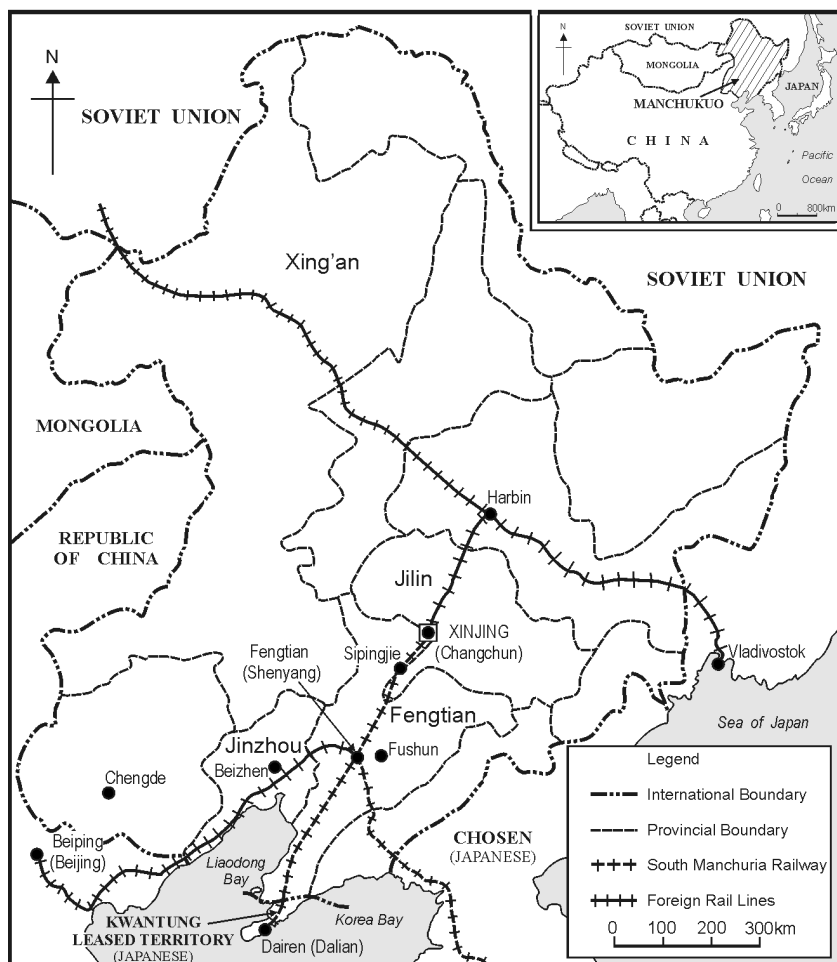 N
SOVIET UNION
Xing'an
MONGOLIA
REPUBLIC
OF CHINA
N
SOVIET UNION
MONGOLIA
JAPAN
MANCHUKUO
CHINA
Pacific
Ocean
0 800km
SOVIET UNION
Harbin
Jilin
XINJING
(Changchun)
Fengtian
(Shenyang)
Sipingjie
Vladivostok
Fengtian
Sea of Japan
Jinzhou
Beizhen
Fushun
Chengde
Beiping
(Beijing)
CHOSEN
(JAPANESE)
Liaodong
Bay
Korea Bay
KWANTUNG
LEASED TERRITORY
(JAPANESE)
Dairen (Dalian)
Legend
International Boundary
Provincial Boundary
South Manchuria Railway
Foreign Rail Lines
0 100 200 300km